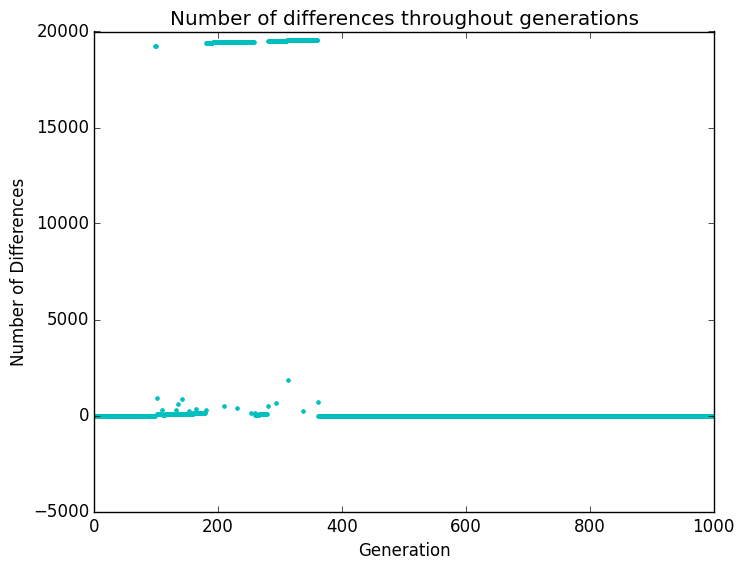 Number of differences throughout generations
20000
15000
10000
5000
0
−5000
Number of Differences
0 200 400 600 800 1000
Generation